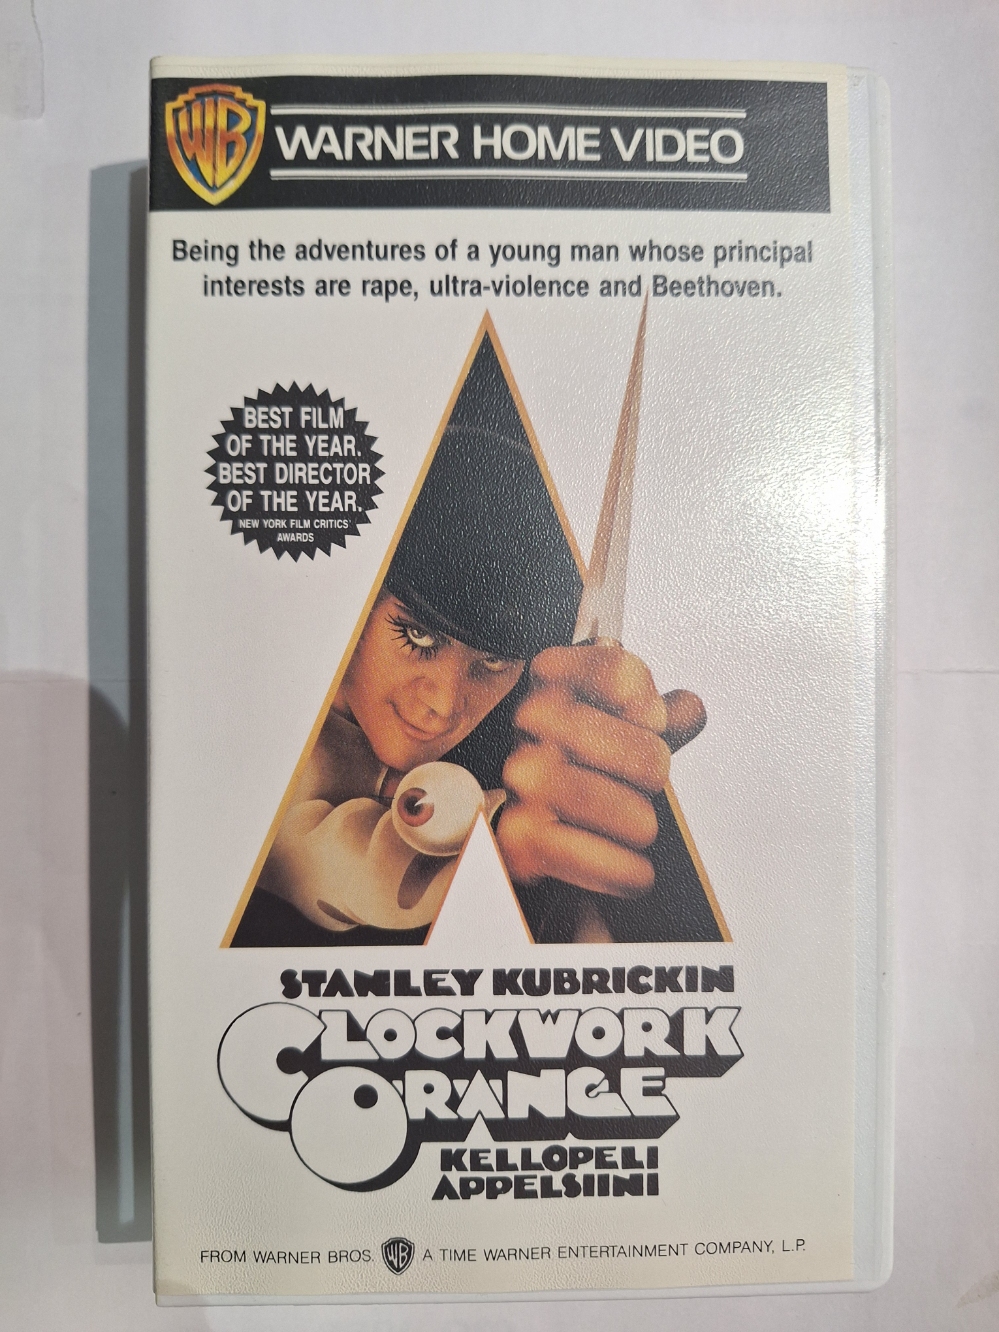 WB WARNER HOME VIDEO
Being the adventures of a young man whose principal
interests are rape, ultra-violence and Beethoven.
BEST FILM
OF THE YEAR.
BEST DIRECTOR
OF THE YEAR.
NEW YORK FILM CRITICS'
AWARDS
STANLEY KUBRICKIN
CLOCKWORK
ORANGE
KELLOPELI
APPELSIINI
FROM WARNER BROS. WB A TIME WARNER ENTERTAINMENT COMPANY, L.P.